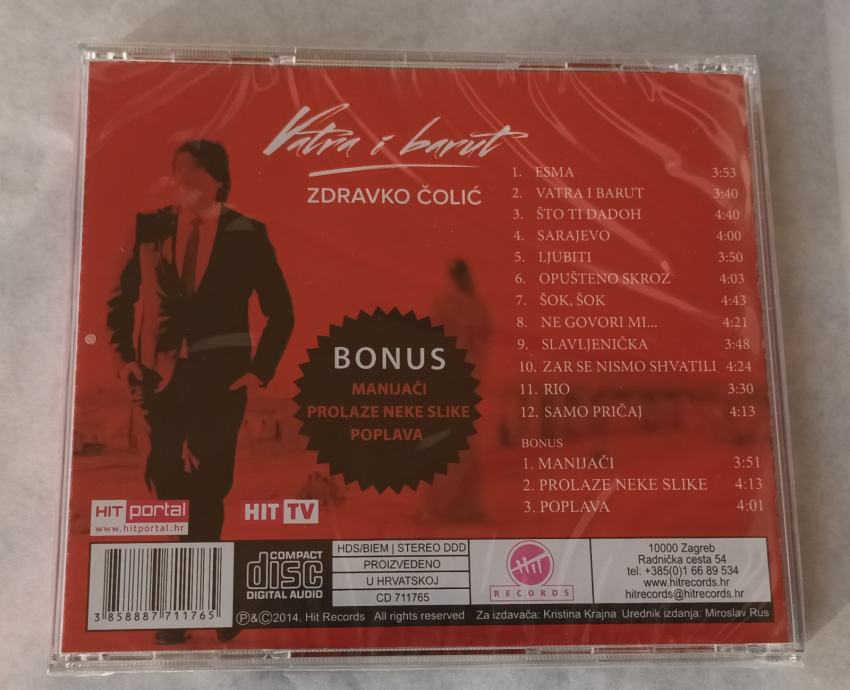 Vatra i barut
ZDRAVKO ČOLIĆ
1. ESMA 3:53
2. VATRA I BARUT 3:40
3. ŠTO TI DADOH 4:40
4. SARAJEVO 4:00
5. LJUBITI 3:50
6. OPUŠTENO SKROZ 4:03
7. ŠOK, ŠOK 4:43
8. NE GOVORI MI... 4:21
9. SLAVLJENIČKA 3:48
10. ZAR SE NISMO SHVATILI 4:24
11. RIO 3:30
12. SAMO PRIČAJ 4:13
BONUS
1. MANIJAČI 3:51
2. PROLAZE NEKE SLIKE 4:13
3. POPLAVA 4:01
BONUS
MANIJAČI
PROLAZE NEKE SLIKE
POPLAVA
HIT portal
www.hitportal.hr
HIT TV
3 858887 711765
COMPACT
disc
DIGITAL AUDIO
HDS/BIEM | STEREO DDD
PROIZVEDENO
U HRVATSKOJ
CD 711765
HIT
RECORDS
10000 Zagreb
Radnička cesta 54
tel: +385(0)1 66 89 534
www.hitrecords.hr
hitrecords@hitrecords.hr
Ⓟ&Ⓒ2014. Hit Records All rights reserved Za izdavača: Kristina Krajna Urednik izdanja: Miroslav Rus